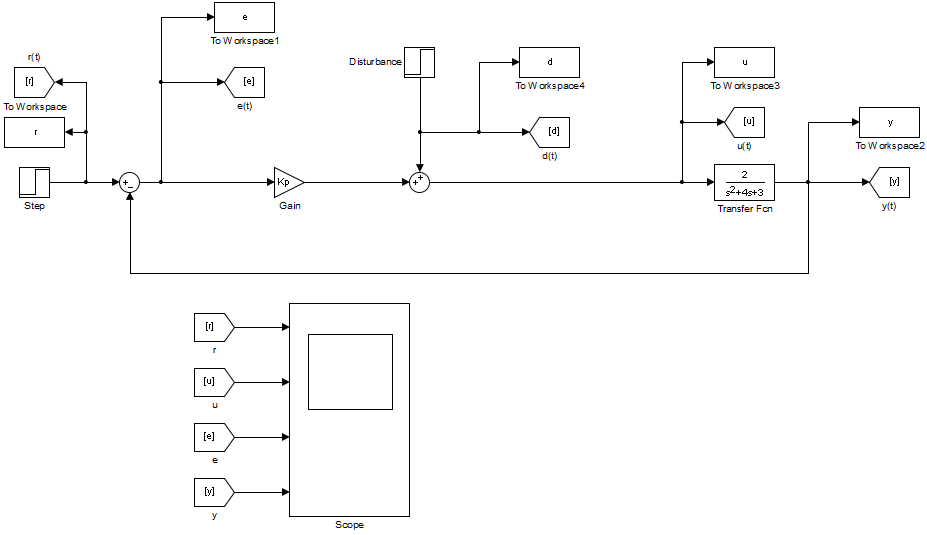 e
To Workspace1
r(t)
[r]
To Workspace
r
Step
[e]
e(t)
Disturbance
d
To Workspace4
[d]
d(t)
u
To Workspace3
[u]
u(t)
y
To Workspace2
[y]
y(t)
+
-
Kp
Gain
+
+
2
s²+4s+3
Transfer Fcn
[r]
r
[u]
u
[e]
e
[y]
y
Scope